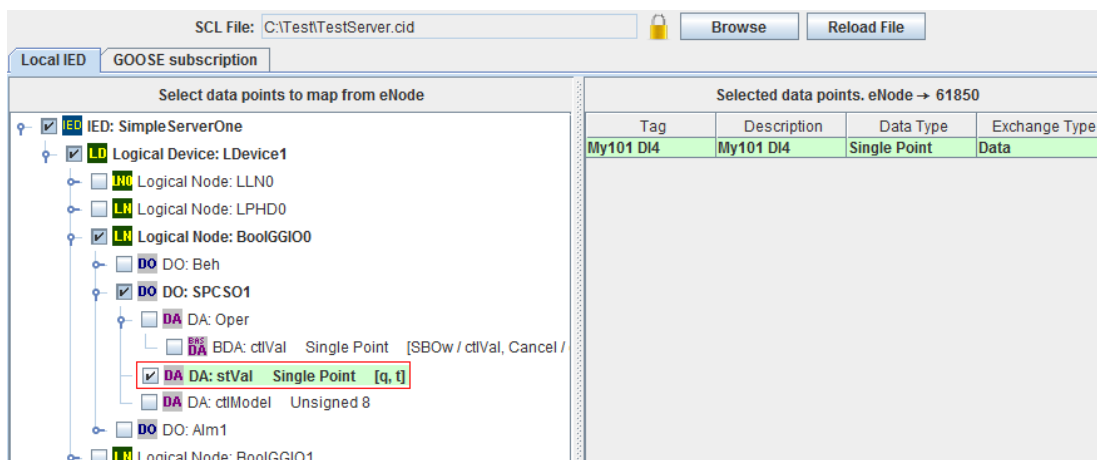 SCL File: C:\Test\TestServer.cid Browse Reload File
Local IED GOOSE subscription
Select data points to map from eNode
IED IED: SimpleServerOne
LD Logical Device: LDevice1
LN0 Logical Node: LLN0
LN Logical Node: LPHD0
LN Logical Node: BoolGGIO0
DO DO: Beh
DO DO: SPCSO1
DA DA: Oper
BAS DA BDA: ctlVal Single Point [SBOw / ctlVal, Cancel /
DA DA: stVal Single Point [q, t]
DA DA: ctlModel Unsigned 8
DO DO: Alm1
LN Logical Node: BoolGGIO1
Selected data points. eNode → 61850
Tag Description Data Type Exchange Type
My101 DI4 My101 DI4 Single Point Data